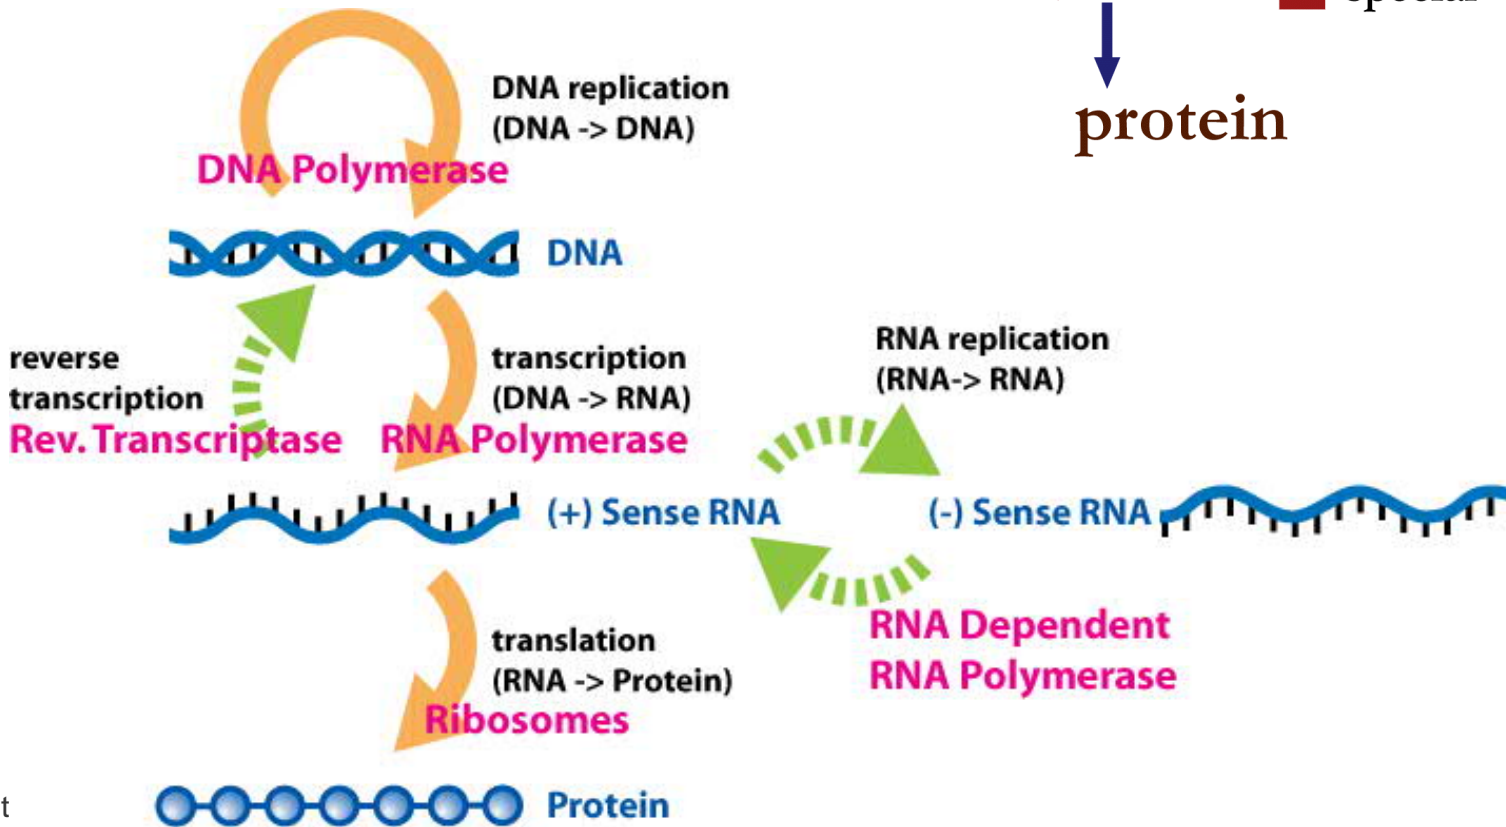 special
protein
DNA replication
(DNA -> DNA)
DNA Polymerase
DNA
reverse
transcription
Rev. Transcriptase
transcription
(DNA -> RNA)
RNA Polymerase
RNA replication
(RNA-> RNA)
(+) Sense RNA
(-) Sense RNA
RNA Dependent
RNA Polymerase
translation
(RNA -> Protein)
Ribosomes
t
Protein